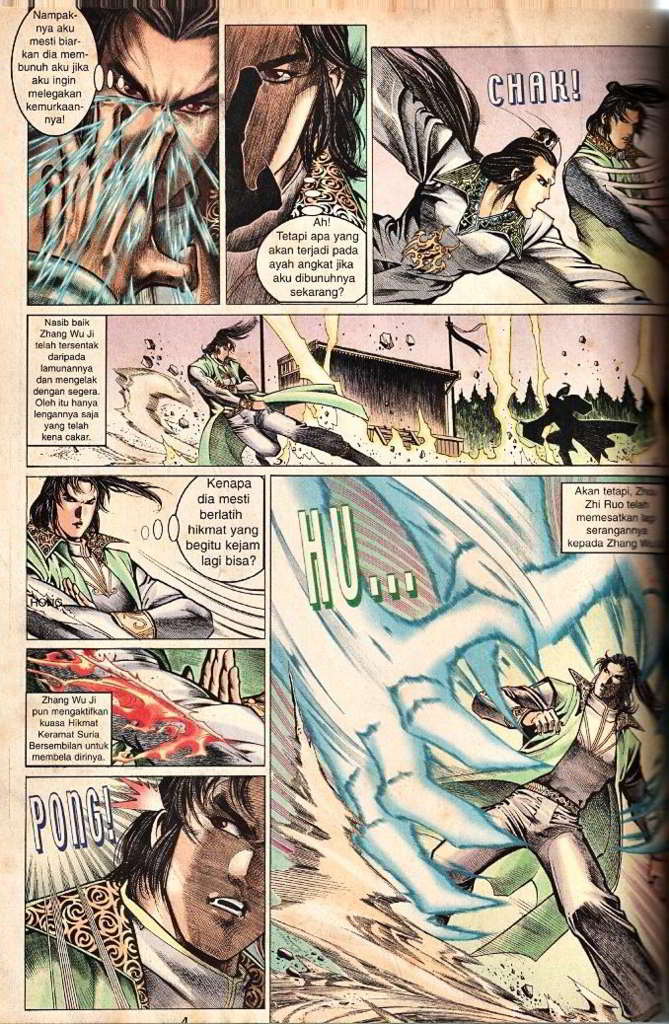 Nampak-
nya aku
mesti biar-
kan dia mem-
bunuh aku jika
aku ingin
melegakan
kemurkaan-
nya!
Ah!
Tetapi apa yang
akan terjadi pada
ayah angkat jika
aku dibunuhnya
sekarang?
CHAK!
Nasib baik
Zhang Wu Ji
telah tersentak
daripada
lamunannya
dan mengelak
dengan segera.
Oleh itu hanya
lengannya saja
yang telah
kena cakar.
Kenapa
dia mesti
berlatih
hikmat yang
begitu kejam
lagi bisa?
HONG...
Zhang Wu Ji
pun mengaktifkan
kuasa Hikmat
Keramat Suria
Bersembilan untuk
membela dirinya.
PONG!
Akan tetapi,
Zhi Ruo telah
memesatkan lagi
serangannya
kepada Zhang
HU...
4